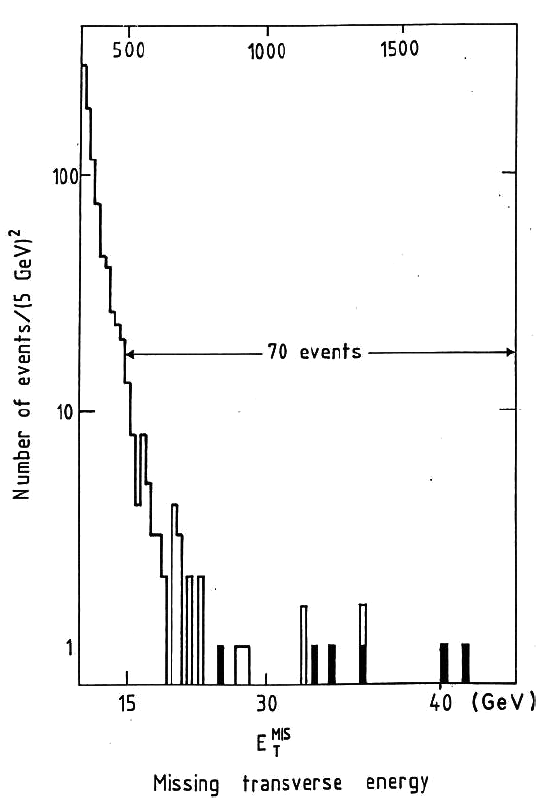 500 1000 1500
100
10
1
Number of events/(5 GeV)²
70 events
15 30 40 (GeV)
E_T^MIS
Missing transverse energy